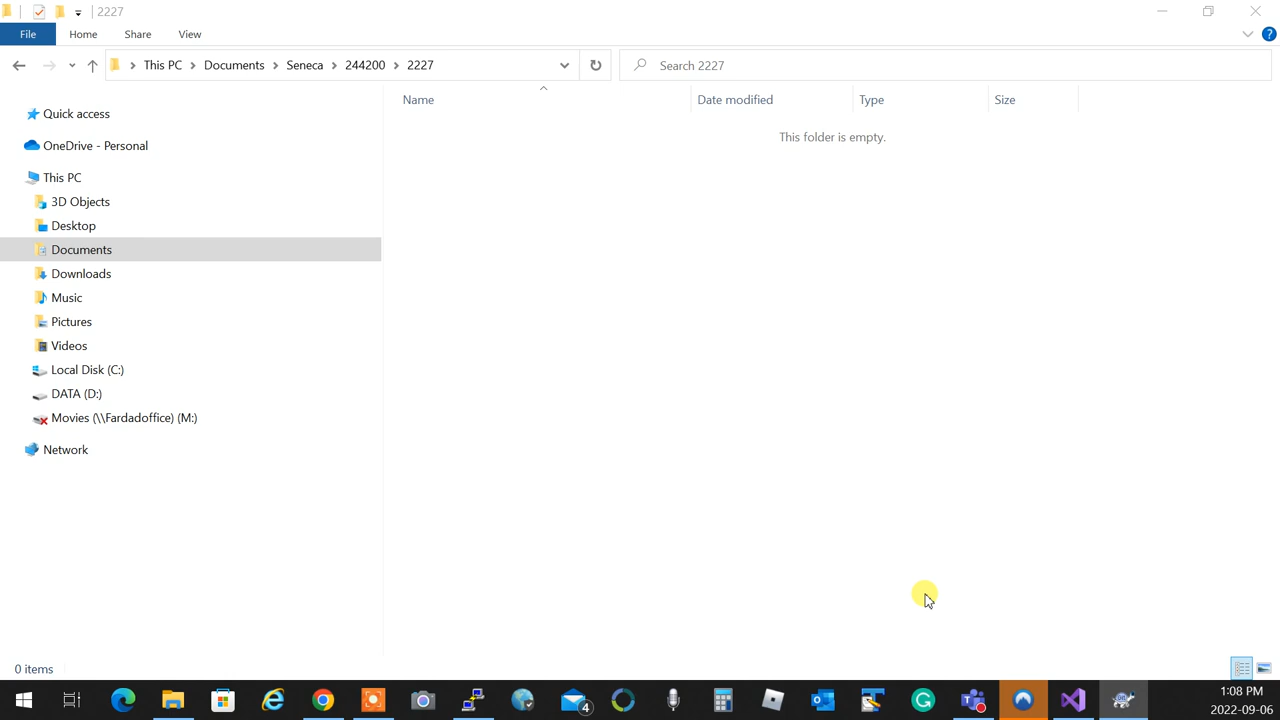 2227
File Home Share View
This PC Documents Seneca 244200 2227
Search 2227
Name Date modified Type Size
This folder is empty.
Quick access
OneDrive - Personal
This PC
3D Objects
Desktop
Documents
Downloads
Music
Pictures
Videos
Local Disk (C:)
DATA (D:)
Movies (\\Fardadoffice) (M:)
Network
0 items
4
1:08 PM
2022-09-06